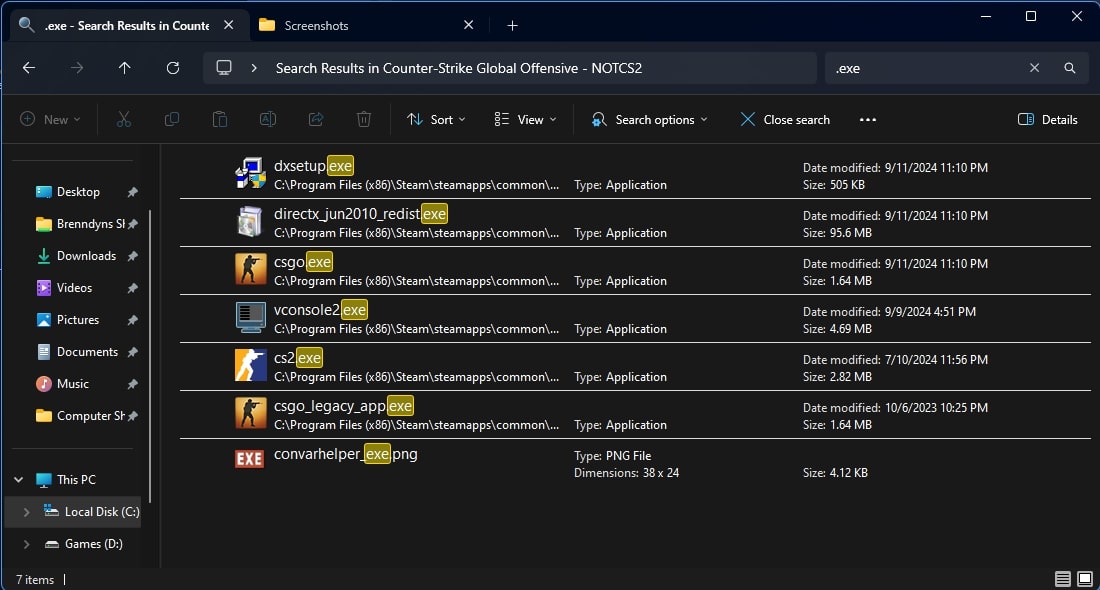 .exe - Search Results in Counte
Screenshots
Search Results in Counter-Strike Global Offensive - NOTCS2
.exe
New
Sort
View
Search options
Close search
Details
Desktop
Brenndyns Sh
Downloads
Videos
Pictures
Documents
Music
Computer Sh
This PC
Local Disk (C:)
Games (D:)
dxsetup.exe
Date modified: 9/11/2024 11:10 PM
C:\Program Files (x86)\Steam\steamapps\common\...
Type: Application
Size: 505 KB
directx_jun2010_redist.exe
Date modified: 9/11/2024 11:10 PM
C:\Program Files (x86)\Steam\steamapps\common\...
Type: Application
Size: 95.6 MB
csgo.exe
Date modified: 9/11/2024 11:10 PM
C:\Program Files (x86)\Steam\steamapps\common\...
Type: Application
Size: 1.64 MB
vconsole2.exe
Date modified: 9/9/2024 4:51 PM
C:\Program Files (x86)\Steam\steamapps\common\...
Type: Application
Size: 4.69 MB
cs2.exe
Date modified: 7/10/2024 11:56 PM
C:\Program Files (x86)\Steam\steamapps\common\...
Type: Application
Size: 2.82 MB
csgo_legacy_app.exe
Date modified: 10/6/2023 10:25 PM
C:\Program Files (x86)\Steam\steamapps\common\...
Type: Application
Size: 1.64 MB
EXE
convarhelper_exe.png
Type: PNG File
Dimensions: 38 x 24
Size: 4.12 KB
7 items